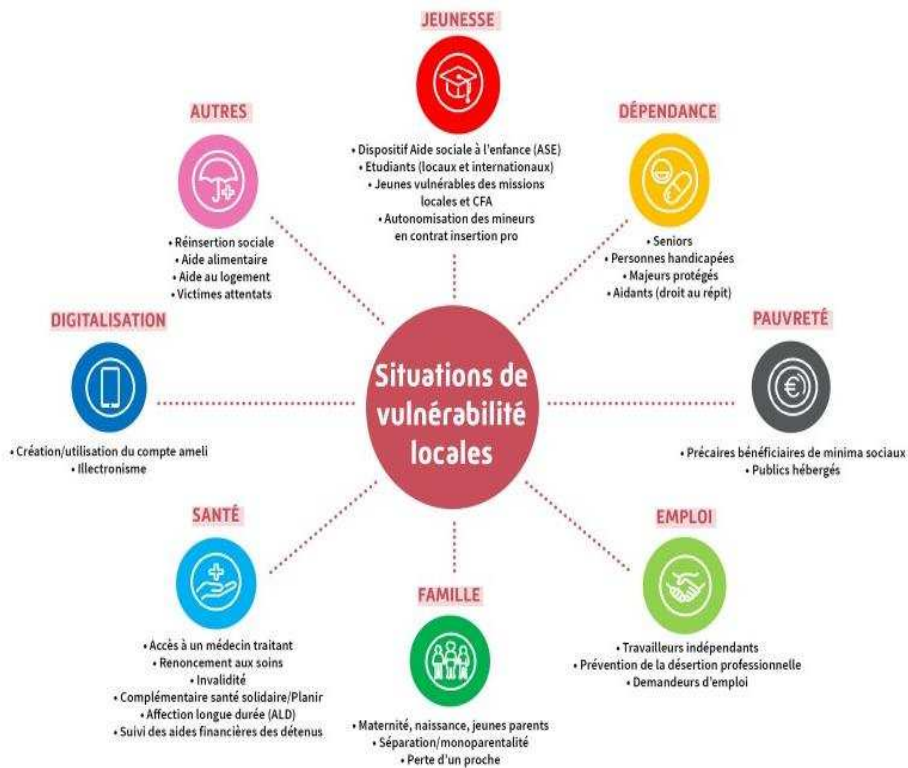 JEUNESSE
• Dispositif Aide sociale à l'enfance (ASE)
• Etudiants (locaux et internationaux)
• Jeunes vulnérables des missions
locales et CFA
• Autonomisation des mineurs
en contrat insertion pro
AUTRES
• Réinsertion sociale
• Aide alimentaire
• Aide au logement
• Victimes attentats
DÉPENDANCE
• Seniors
• Personnes handicapées
• Majeurs protégés
• Aidants (droit au répit)
DIGITALISATION
• Création/utilisation du compte ameli
• Illectronisme
Situations de
vulnérabilité
locales
PAUVRETÉ
€
• Précaires bénéficiaires de minima sociaux
• Publics hébergés
SANTÉ
• Accès à un médecin traitant
• Renoncement aux soins
• Invalidité
• Complémentaire santé solidaire/Planir
• Affection longue durée (ALD)
• Suivi des aides financières des détenus
FAMILLE
• Maternité, naissance, jeunes parents
• Séparation/monoparentalité
• Perte d'un proche
EMPLOI
• Travailleurs indépendants
• Prévention de la désertion professionnelle
• Demandeurs d'emploi